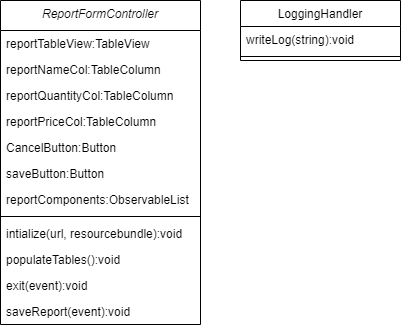 ReportFormController
reportTableView:TableView
reportNameCol:TableColumn
reportQuantityCol:TableColumn
reportPriceCol:TableColumn
CancelButton:Button
saveButton:Button
reportComponents:ObservableList
intialize(url, resourcebundle):void
populateTables():void
exit(event):void
saveReport(event):void
LoggingHandler
writeLog(string):void